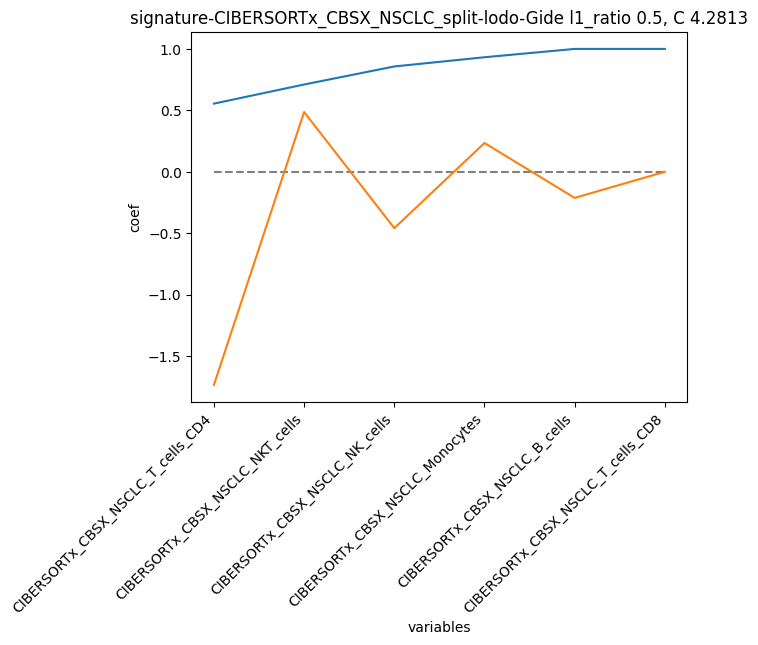 signature-CIBERSORTx_CBSX_NSCLC_split-lodo-Gide l1_ratio 0.5, C 4.2813
1.0
0.5
0.0
−0.5
−1.0
−1.5
coef
CIBERSORTx_CBSX_NSCLC_T_cells_CD4
CIBERSORTx_CBSX_NSCLC_NKT_cells
CIBERSORTx_CBSX_NSCLC_NK_cells
CIBERSORTx_CBSX_NSCLC_Monocytes
CIBERSORTx_CBSX_NSCLC_B_cells
CIBERSORTx_CBSX_NSCLC_T_cells_CD8
variables